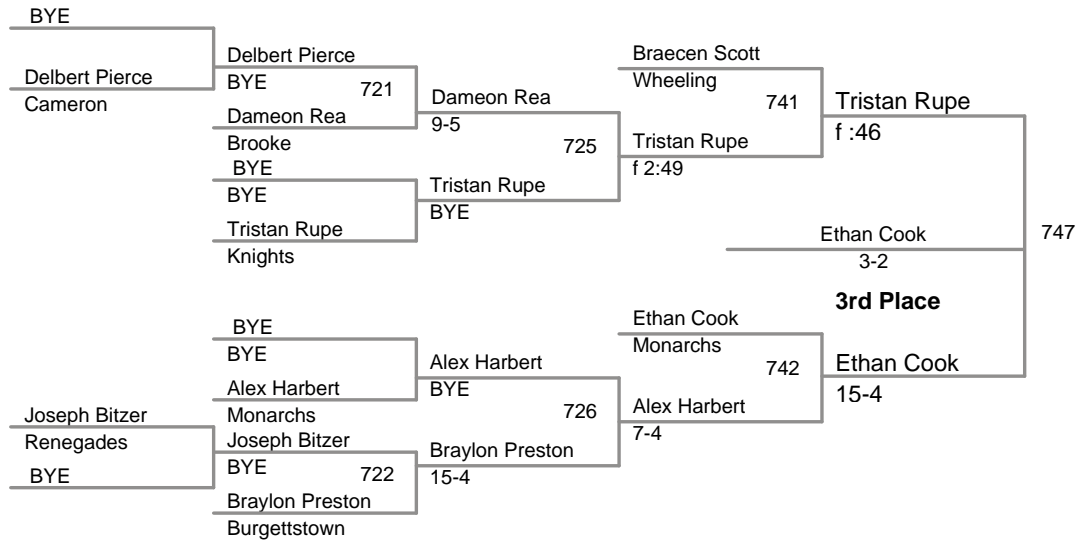 BYE
Delbert Pierce
Cameron
Delbert Pierce
BYE
721
Dameon Rea
Brooke
BYE
BYE
Tristan Rupe
Knights
Dameon Rea
9-5
725
Tristan Rupe
BYE
Braecen Scott
Wheeling
741
Tristan Rupe
f 2:49
Tristan Rupe
f :46
Ethan Cook
3-2
747
3rd Place
BYE
BYE
Alex Harbert
Monarchs
Joseph Bitzer
Renegades
BYE
Joseph Bitzer
BYE
722
Braylon Preston
Burgettstown
Alex Harbert
BYE
726
Braylon Preston
15-4
Ethan Cook
Monarchs
742
Alex Harbert
7-4
Ethan Cook
15-4